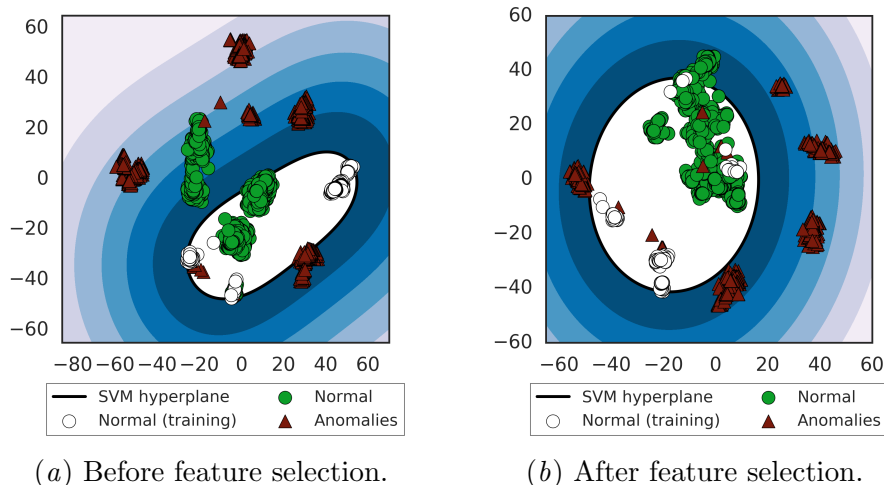 60
40
20
0
−20
−40
−60
−80 −60 −40 −20 0 20 40 60
SVM hyperplane
Normal (training)
Normal
Anomalies
(a) Before feature selection.
60
40
20
0
−20
−40
−60
−60 −40 −20 0 20 40 60
SVM hyperplane
Normal (training)
Normal
Anomalies
(b) After feature selection.